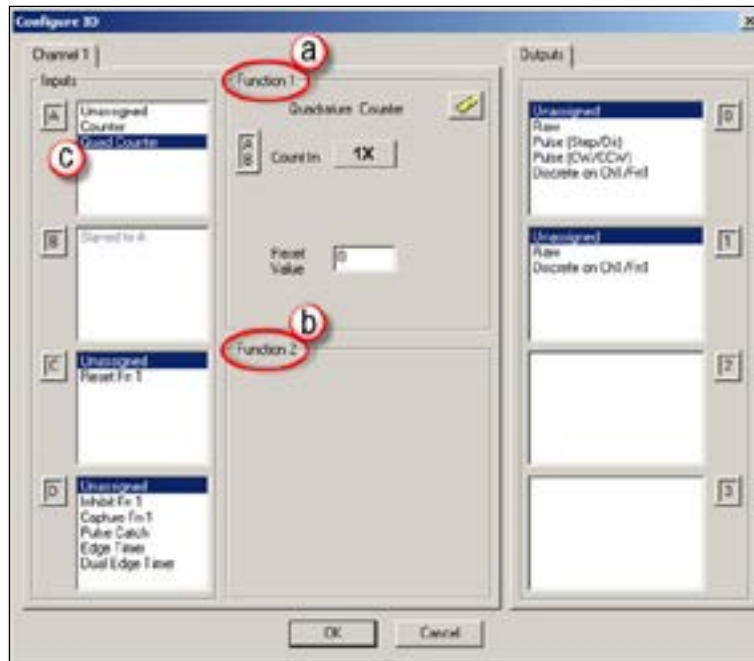 Configure IO
Channel 1
Inputs
A
Unassigned
Counter
Quad Counter
C
B
Slaved to A
C
Unassigned
Reset Fn 1
D
Unassigned
Inhibit Fn 1
Capture Fn 1
Pulse Catch
Edge Timer
Dual Edge Timer
a
Function 1
Quadrature Counter
A
B
Count In
1X
Reset
Value
0
b
Function 2
Outputs
Unassigned
Raw
Pulse (Step/Dir)
Pulse (CW/CCW)
Discrete on Ch1/Fn1
0
Unassigned
Raw
Discrete on Ch1/Fn1
1
2
3
OK
Cancel